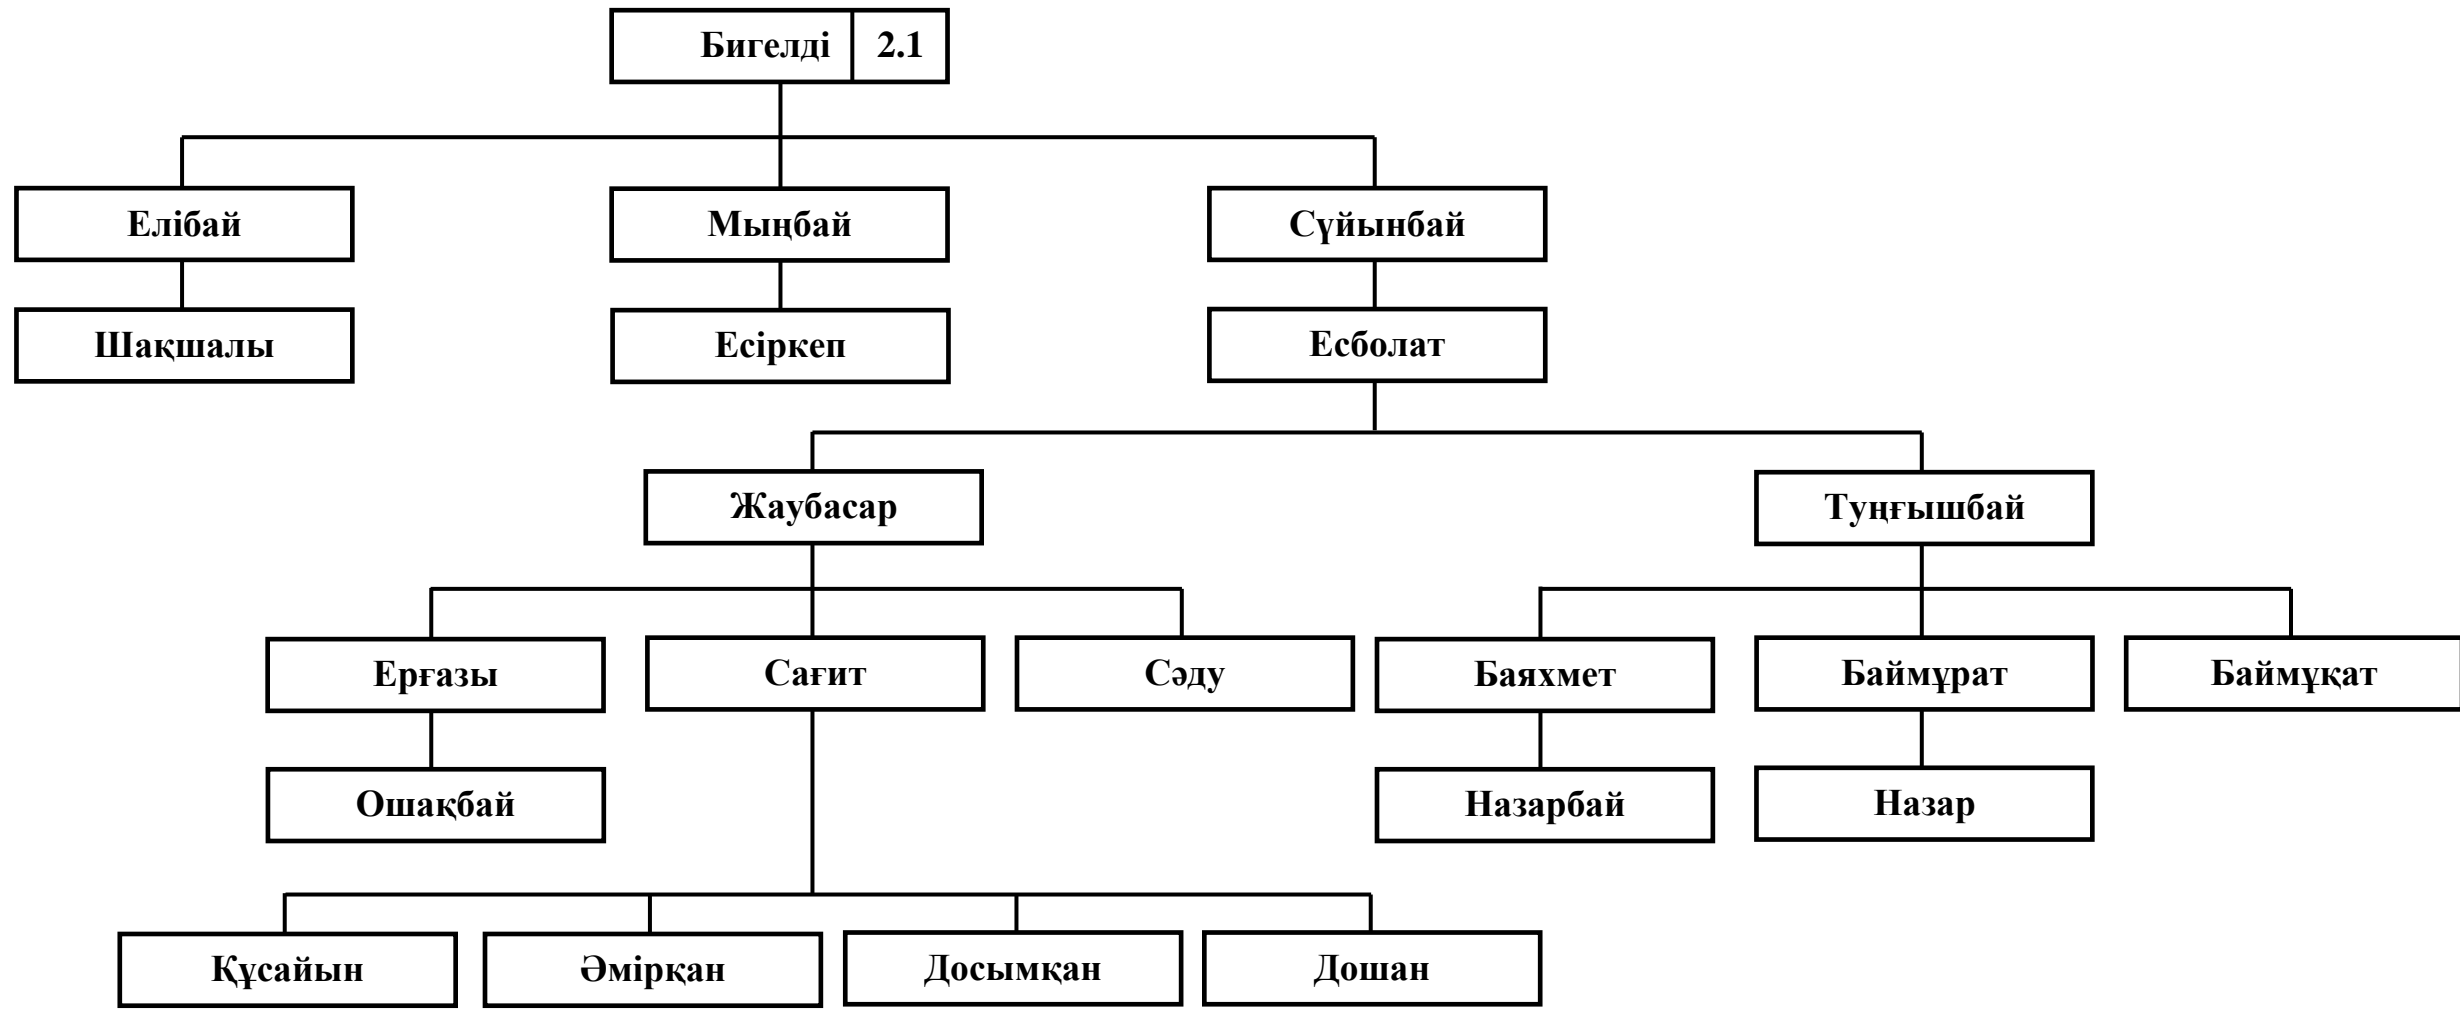 Бигелді 2.1
Елібай Мыңбай Сүйынбай
Шақшалы Есіркеп Есболат
Жаубасар Туңғышбай
Ерғазы Сағит Сәду Баяхмет Баймұрат Баймұқат
Ошақбай Назарбай Назар
Құсайын Әмірқан Досымқан Дошан